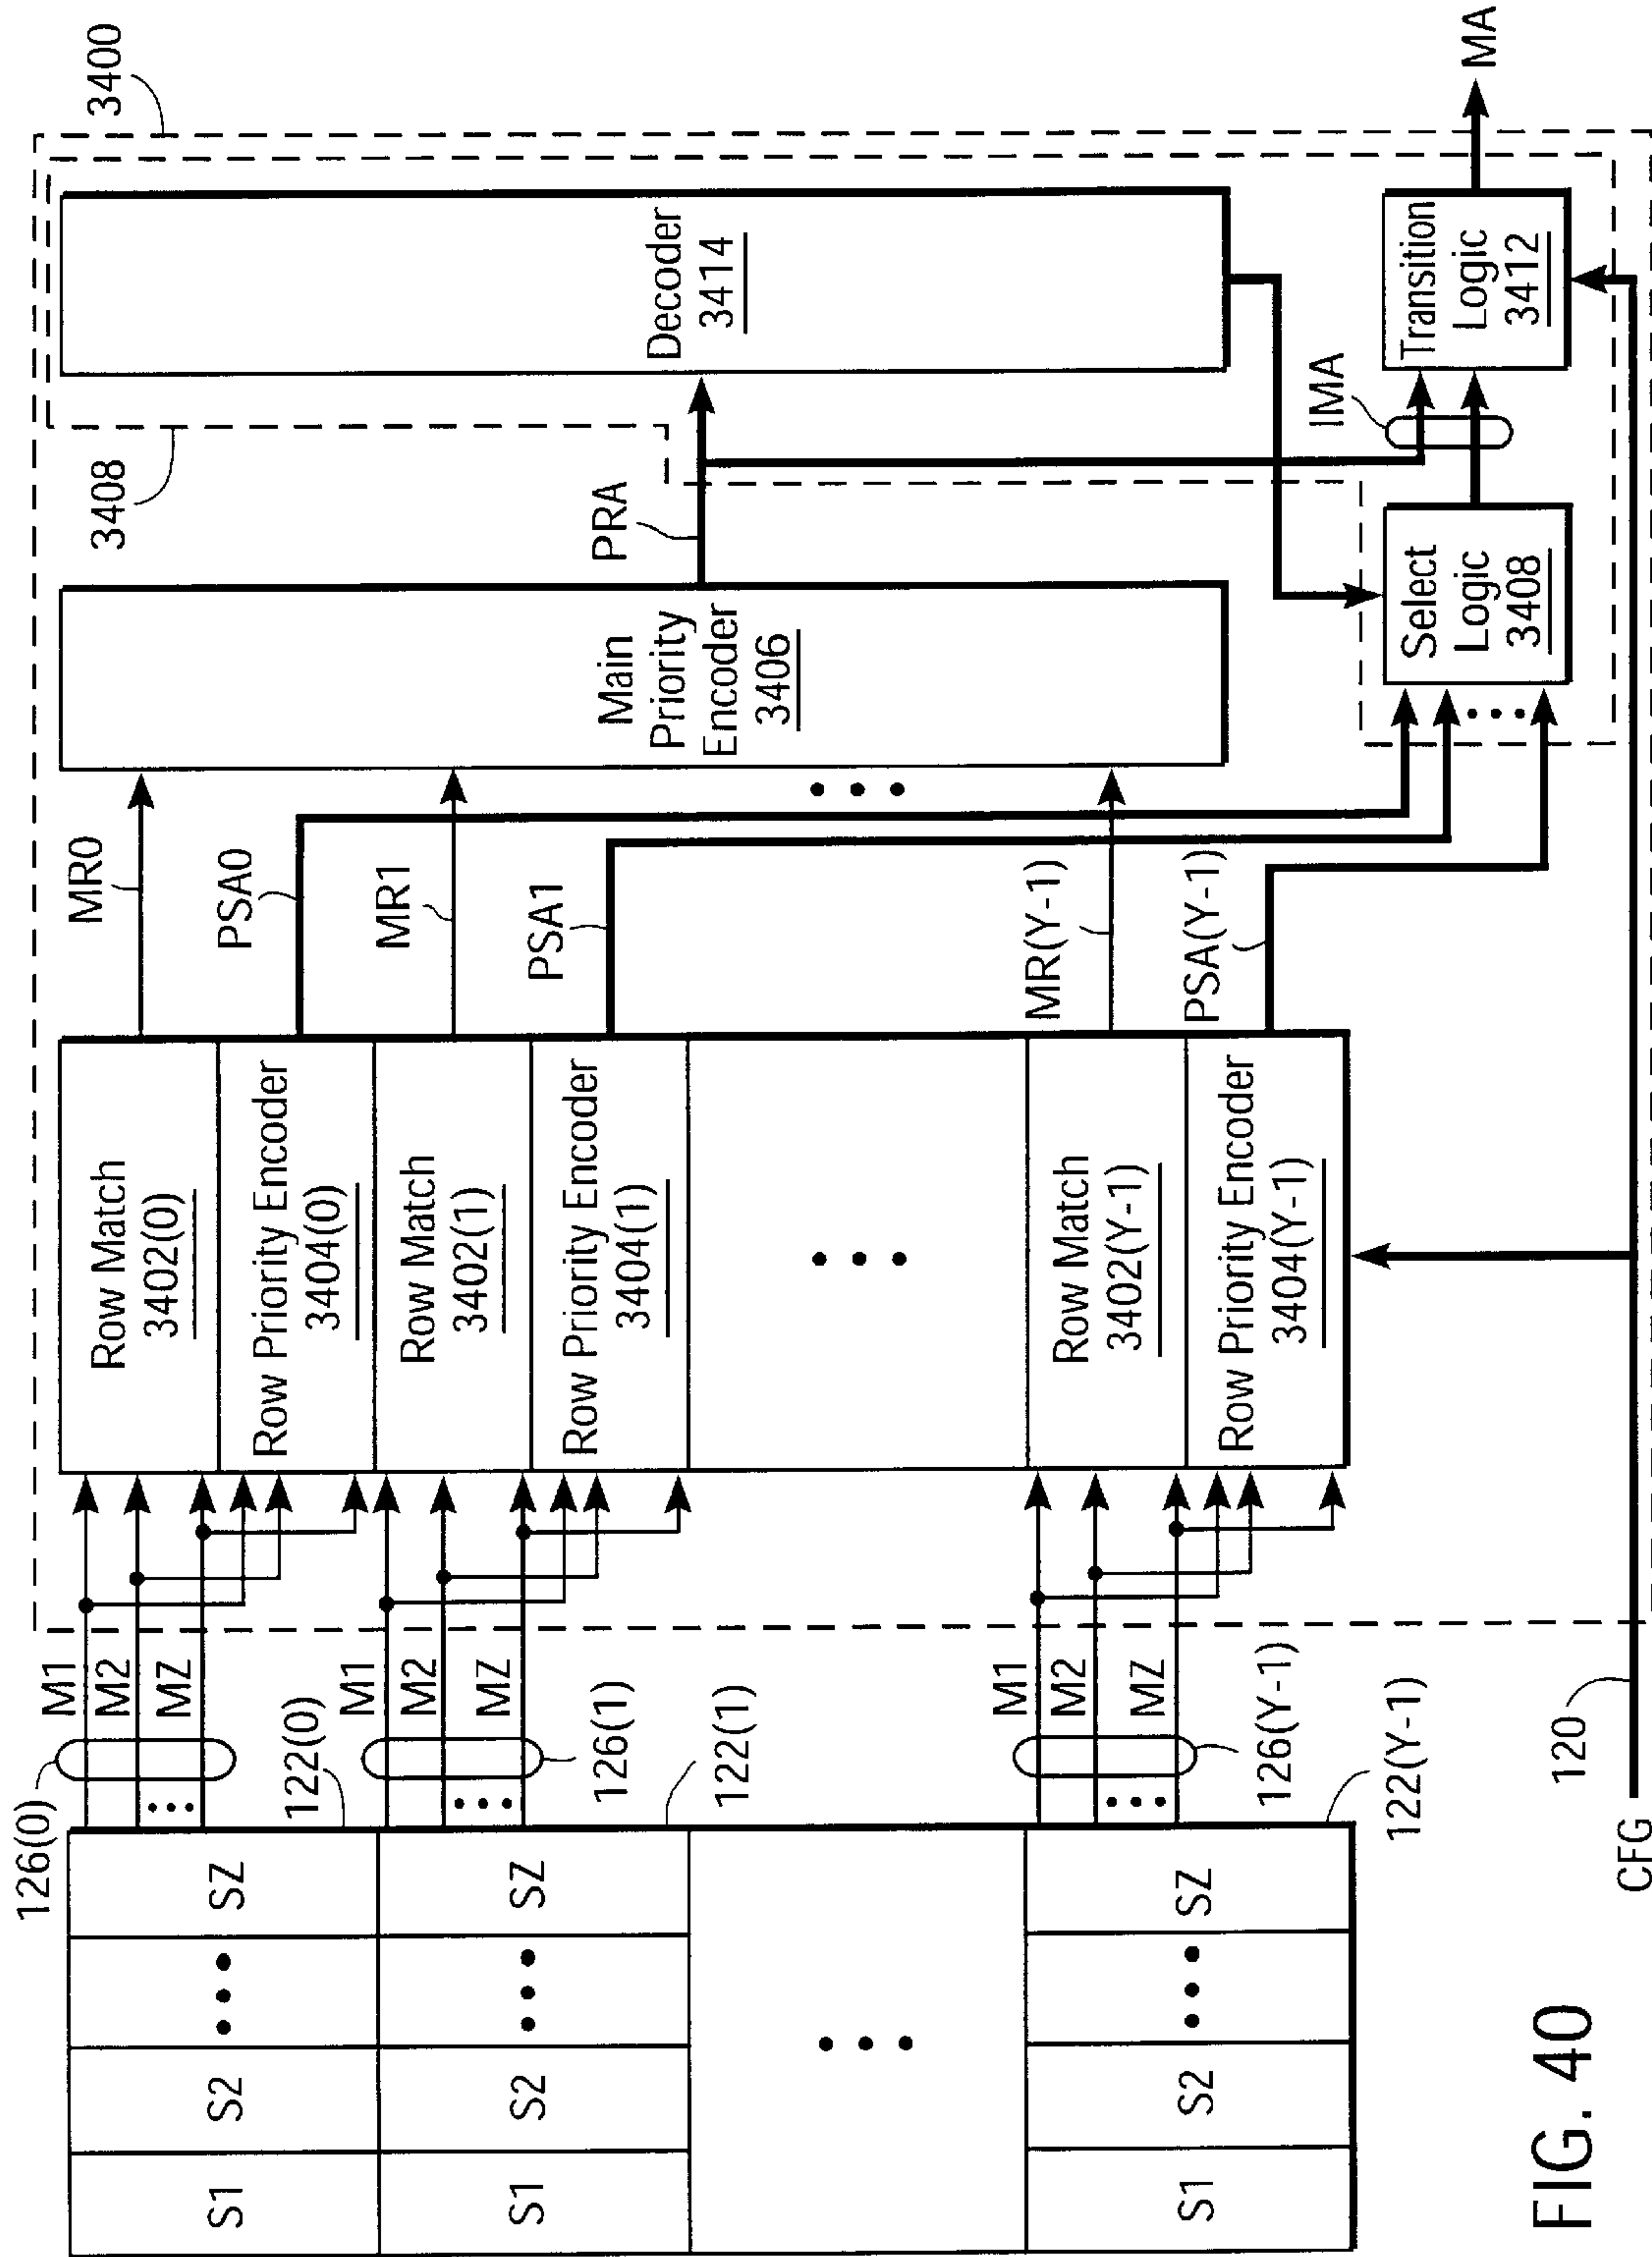 3400
3408
Decoder
3414
Transition
Logic
3412
MA
IMA
PRA
Main
Priority
Encoder
3406
Select
Logic
3408
MR0
PSA0
MR1
PSA1
MR(Y-1)
PSA(Y-1)
Row Match
3402(0)
Row Priority Encoder
3404(0)
Row Match
3402(1)
Row Priority Encoder
3404(1)
Row Match
3402(Y-1)
Row Priority Encoder
3404(Y-1)
126(0)
M1
M2
MZ
122(0)
M1
M2
MZ
126(1)
122(1)
M1
M2
MZ
126(Y-1)
122(Y-1)
S1 S2 SZ
S1 S2 SZ
S1 S2 SZ
120
CFG
FIG. 40